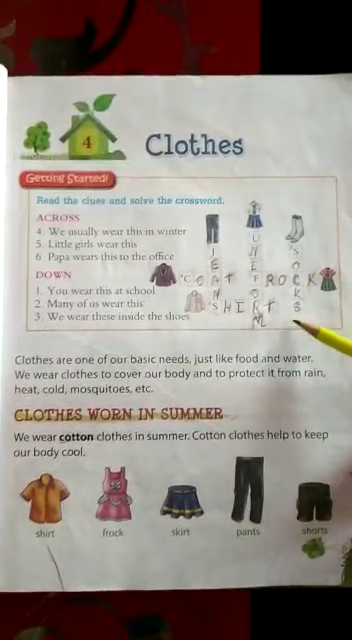 4
Clothes
Getting Started!
Read the clues and solve the crossword.
ACROSS
4. We usually wear this in winter
5. Little girls wear this
6. Papa wears this to the office
DOWN
1. You wear this at school
2. Many of us wear this
3. We wear these inside the shoes
JEANS
UNIFORM
SOCKS
COAT
FROCK
SHIRT
Clothes are one of our basic needs, just like food and water.
We wear clothes to cover our body and to protect it from rain,
heat, cold, mosquitoes, etc.
CLOTHES WORN IN SUMMER
We wear cotton clothes in summer. Cotton clothes help to keep
our body cool.
shirt frock skirt pants shorts